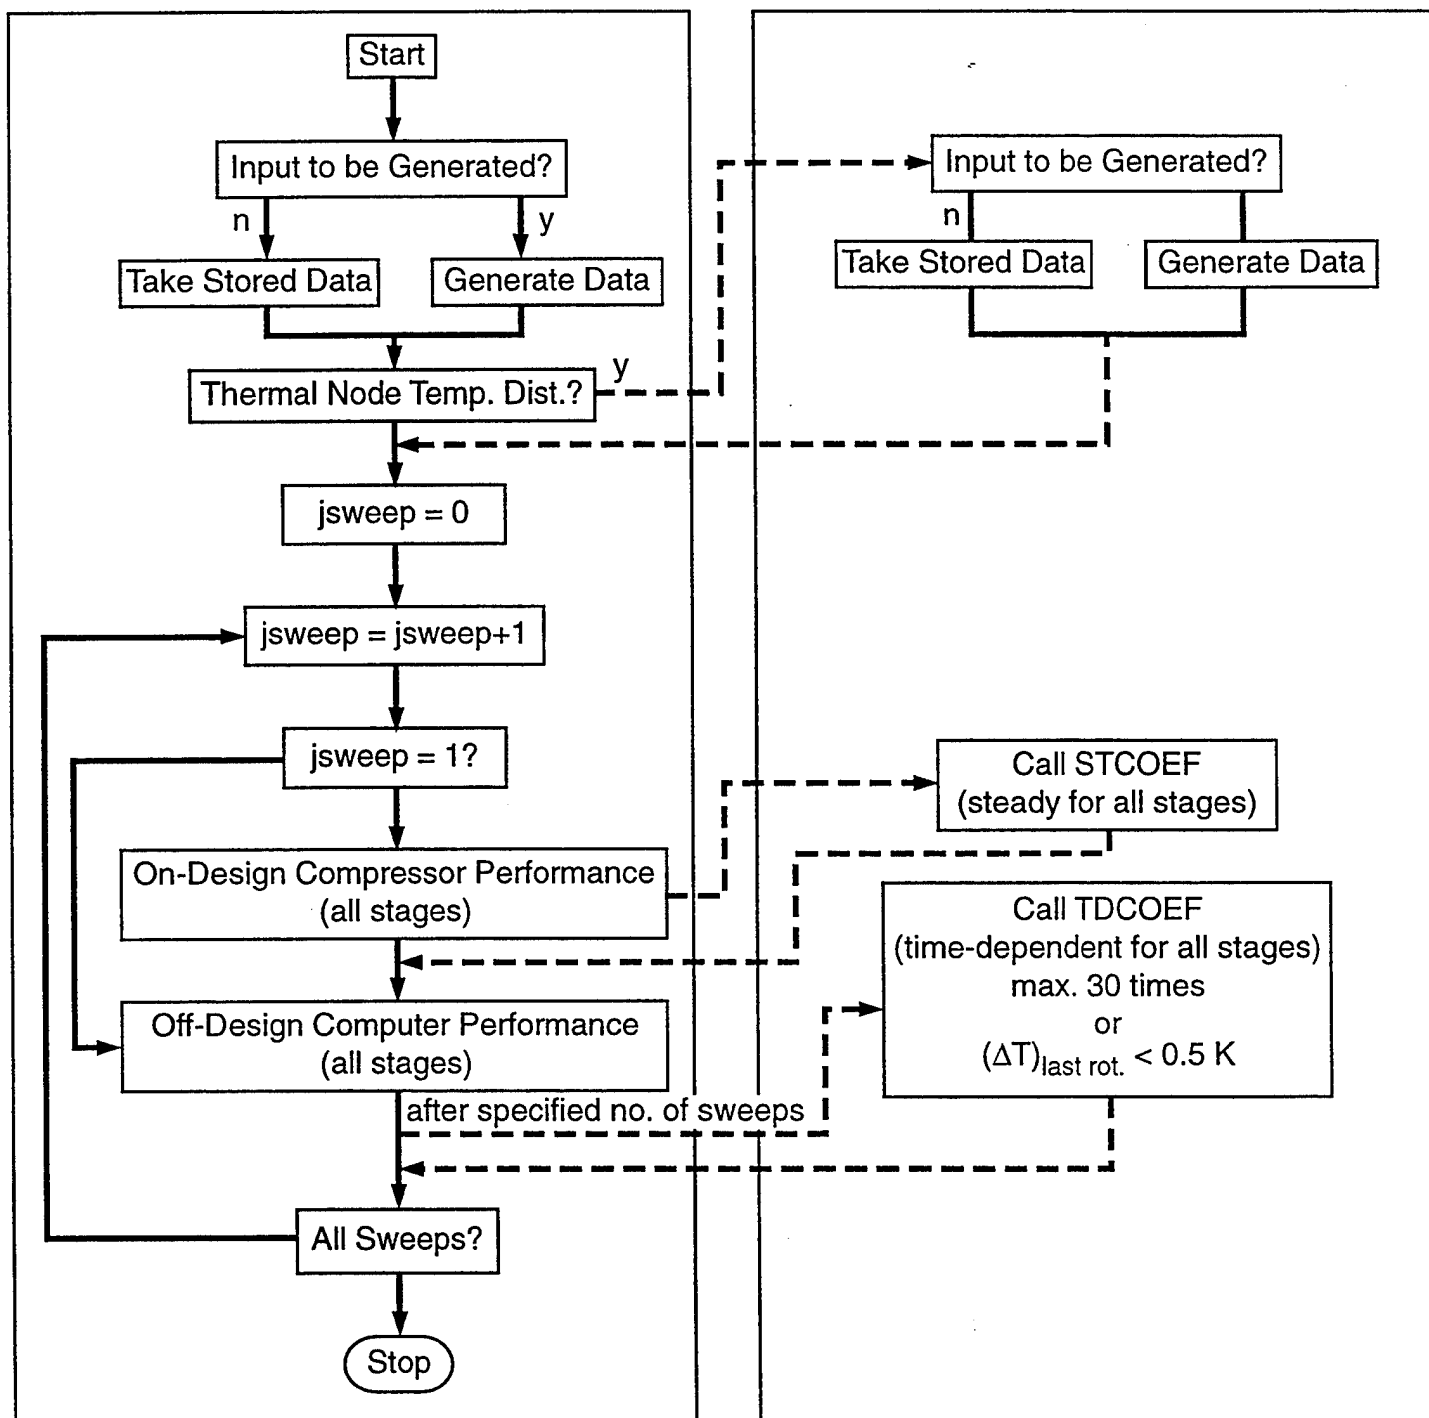 Start
Input to be Generated?
n
y
Take Stored Data
Generate Data
Thermal Node Temp. Dist.?
y
jsweep = 0
jsweep = jsweep+1
jsweep = 1?
On-Design Compressor Performance
(all stages)
Off-Design Computer Performance
(all stages)
after specified no. of sweeps
All Sweeps?
Stop
Input to be Generated?
n
Take Stored Data
Generate Data
Call STCOEF
(steady for all stages)
Call TDCOEF
(time-dependent for all stages)
max. 30 times
or
(ΔT)last rot. < 0.5 K